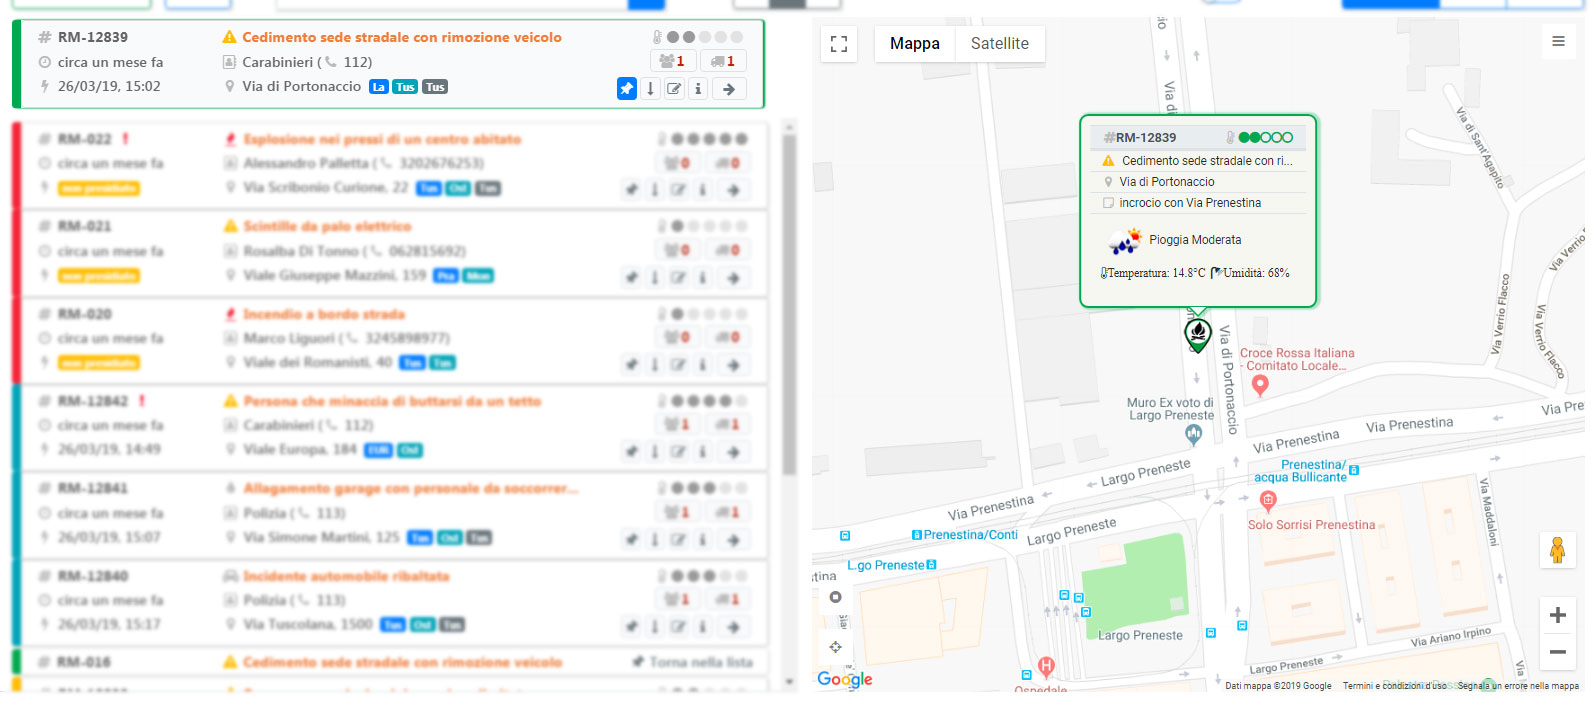 RM-12839
Cedimento sede stradale con rimozione veicolo
circa un mese fa
Carabinieri ( 112)
1
1
26/03/19, 15:02
Via di Portonaccio La Tus Tus
RM-022 !
Esplosione nei pressi di un centro abitato
circa un mese fa
Alessandro Palletta ( 3202676253)
0
0
non presidiato
Via Scribonio Curione, 22 Tus Ost Tus
RM-021
Scintille da palo elettrico
circa un mese fa
Rosalba Di Tonno ( 062815692)
0
0
non presidiato
Viale Giuseppe Mazzini, 159 Pra Mon
RM-020
Incendio a bordo strada
circa un mese fa
Marco Liguori ( 3245898977)
0
0
non presidiato
Viale dei Romanisti, 40 Tus Tus
RM-12842 !
Persona che minaccia di buttarsi da un tetto
circa un mese fa
Carabinieri ( 112)
1
1
26/03/19, 14:49
Viale Europa, 184 EUR Ost
RM-12841
Allagamento garage con personale da soccorrer...
circa un mese fa
Polizia ( 113)
1
1
26/03/19, 15:07
Via Simone Martini, 125 Tus Ost Tus
RM-12840
Incidente automobile ribaltata
circa un mese fa
Polizia ( 113)
1
1
26/03/19, 15:17
Via Tuscolana, 1500 Tus Ost Tus
RM-016
Cedimento sede stradale con rimozione veicolo
Torna nella lista
Mappa
Satellite
#RM-12839
Cedimento sede stradale con ri...
Via di Portonaccio
incrocio con Via Prenestina
Pioggia Moderata
Temperatura: 14.8°C Umidità: 68%
Via di Sant'Agapito
Via Verrio Flacco
Via Verrio Flacco
Via Verrio
Via di Portonaccio
Croce Rossa Italiana
- Comitato Locale...
Muro Ex voto di
Largo Preneste
Via Pre
Via Prenestina
Via Prenestina
Largo Preneste
Prenestina/
acqua Bullicante
Via Prenestina
Solo Sorrisi Prenestina
Largo Preneste
Prenestina/Conti
L.go Preneste
Via Maddaloni
Largo Preneste
Via Ariano Irpino
Largo Preneste
H
Ospedale
Google
Dati mappa ©2019 Google
Termini e condizioni d'uso
Segnala un errore nella mappa